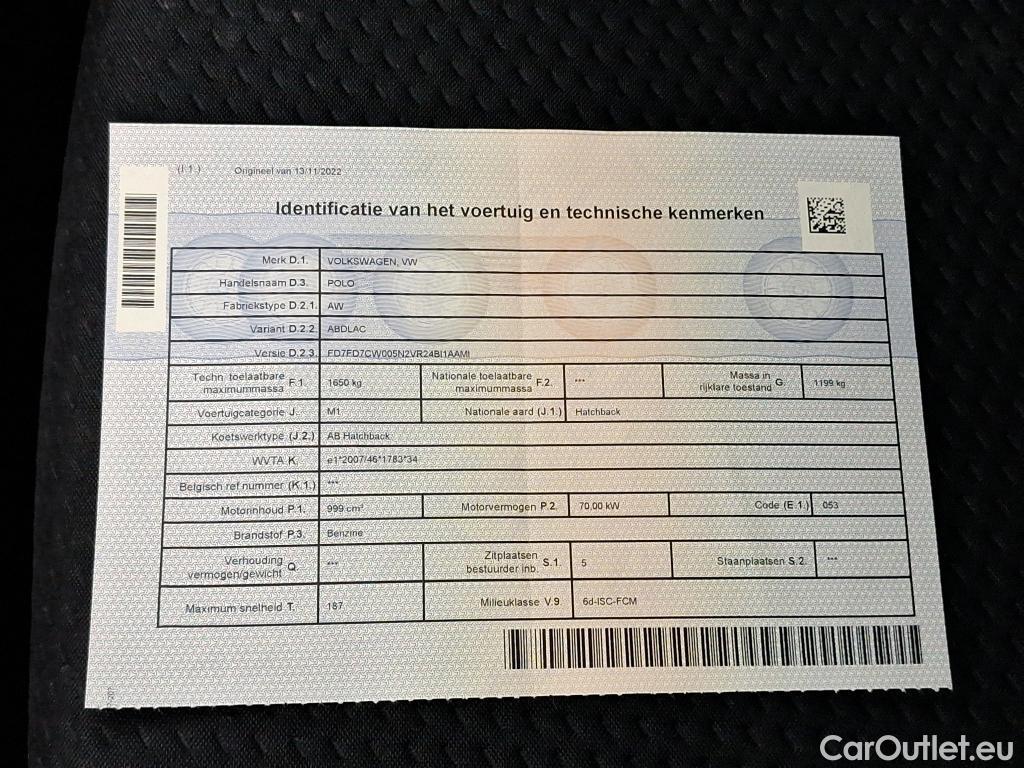 (I.1.) Origineel van 13/11/2022
Identificatie van het voertuig en technische kenmerken
Merk D.1. VOLKSWAGEN, VW
Handelsnaam D.3. POLO
Fabriekstype D.2.1. AW
Variant D.2.2. ABDLAC
Versie D.2.3. FD7FD7CW005N2VR24BI1AAMI
Techn toelaatbare maximummassa F.1. 1650 kg Nationale toelaatbare maximummassa F.2. *** Massa in rijklare toestand G. 1199 kg
Voertuigcategorie J. M1 Nationale aard (J.1.) Hatchback
Koetswerktype (J.2.) AB Hatchback
WVTA K. e1*2007/46*1783*34
Belgisch ref nummer (K.1.) ***
Motorinhoud P.1. 999 cm³ Motorvermogen P.2. 70,00 kW Code (E.1.) 053
Brandstof P.3. Benzine
Verhouding vermogen/gewicht Q. *** Zitplaatsen bestuurder inb. S.1. 5 Staanplaatsen S.2. ***
Maximum snelheid T. 187 Milieuklasse V.9. 6d-ISC-FCM
CarOutlet.eu